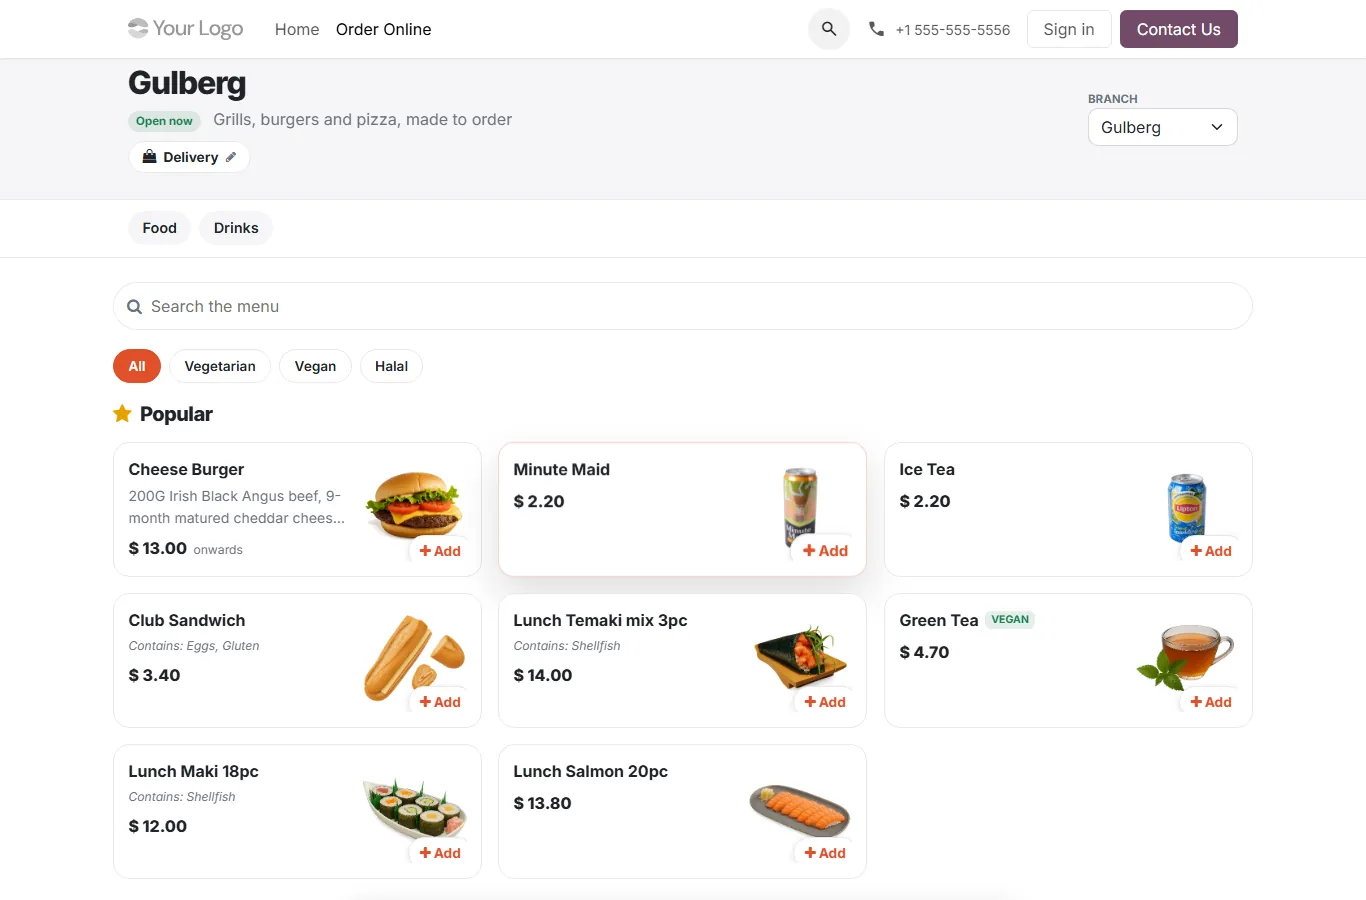 Your Logo
Home
Order Online
+1 555-555-5556
Sign in
Contact Us
Gulberg
Open now
Grills, burgers and pizza, made to order
Delivery
BRANCH
Gulberg
Food
Drinks
Search the menu
All
Vegetarian
Vegan
Halal
Popular
Cheese Burger
200G Irish Black Angus beef, 9-
month matured cheddar chees...
$ 13.00 onwards
+ Add
Minute Maid
$ 2.20
Minute
+ Add
Ice Tea
$ 2.20
Lipton
+ Add
Club Sandwich
Contains: Eggs, Gluten
$ 3.40
+ Add
Lunch Temaki mix 3pc
Contains: Shellfish
$ 14.00
+ Add
Green Tea VEGAN
$ 4.70
+ Add
Lunch Maki 18pc
Contains: Shellfish
$ 12.00
+ Add
Lunch Salmon 20pc
$ 13.80
+ Add